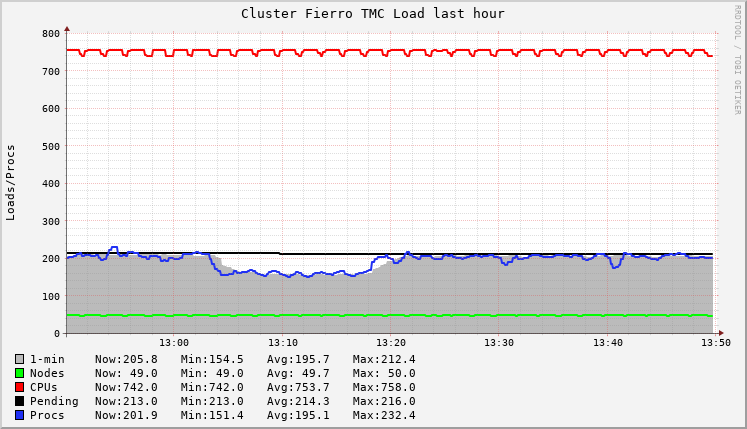 Cluster Fierro TMC Load last hour
RRDTOOL / TOBI OETIKER
Loads/Procs
800
700
600
500
400
300
200
100
0
13:00 13:10 13:20 13:30 13:40 13:50
1-min Now:205.8 Min:154.5 Avg:195.7 Max:212.4
Nodes Now: 49.0 Min: 49.0 Avg: 49.7 Max: 50.0
CPUs Now:742.0 Min:742.0 Avg:753.7 Max:758.0
Pending Now:213.0 Min:213.0 Avg:214.3 Max:216.0
Procs Now:201.9 Min:151.4 Avg:195.1 Max:232.4